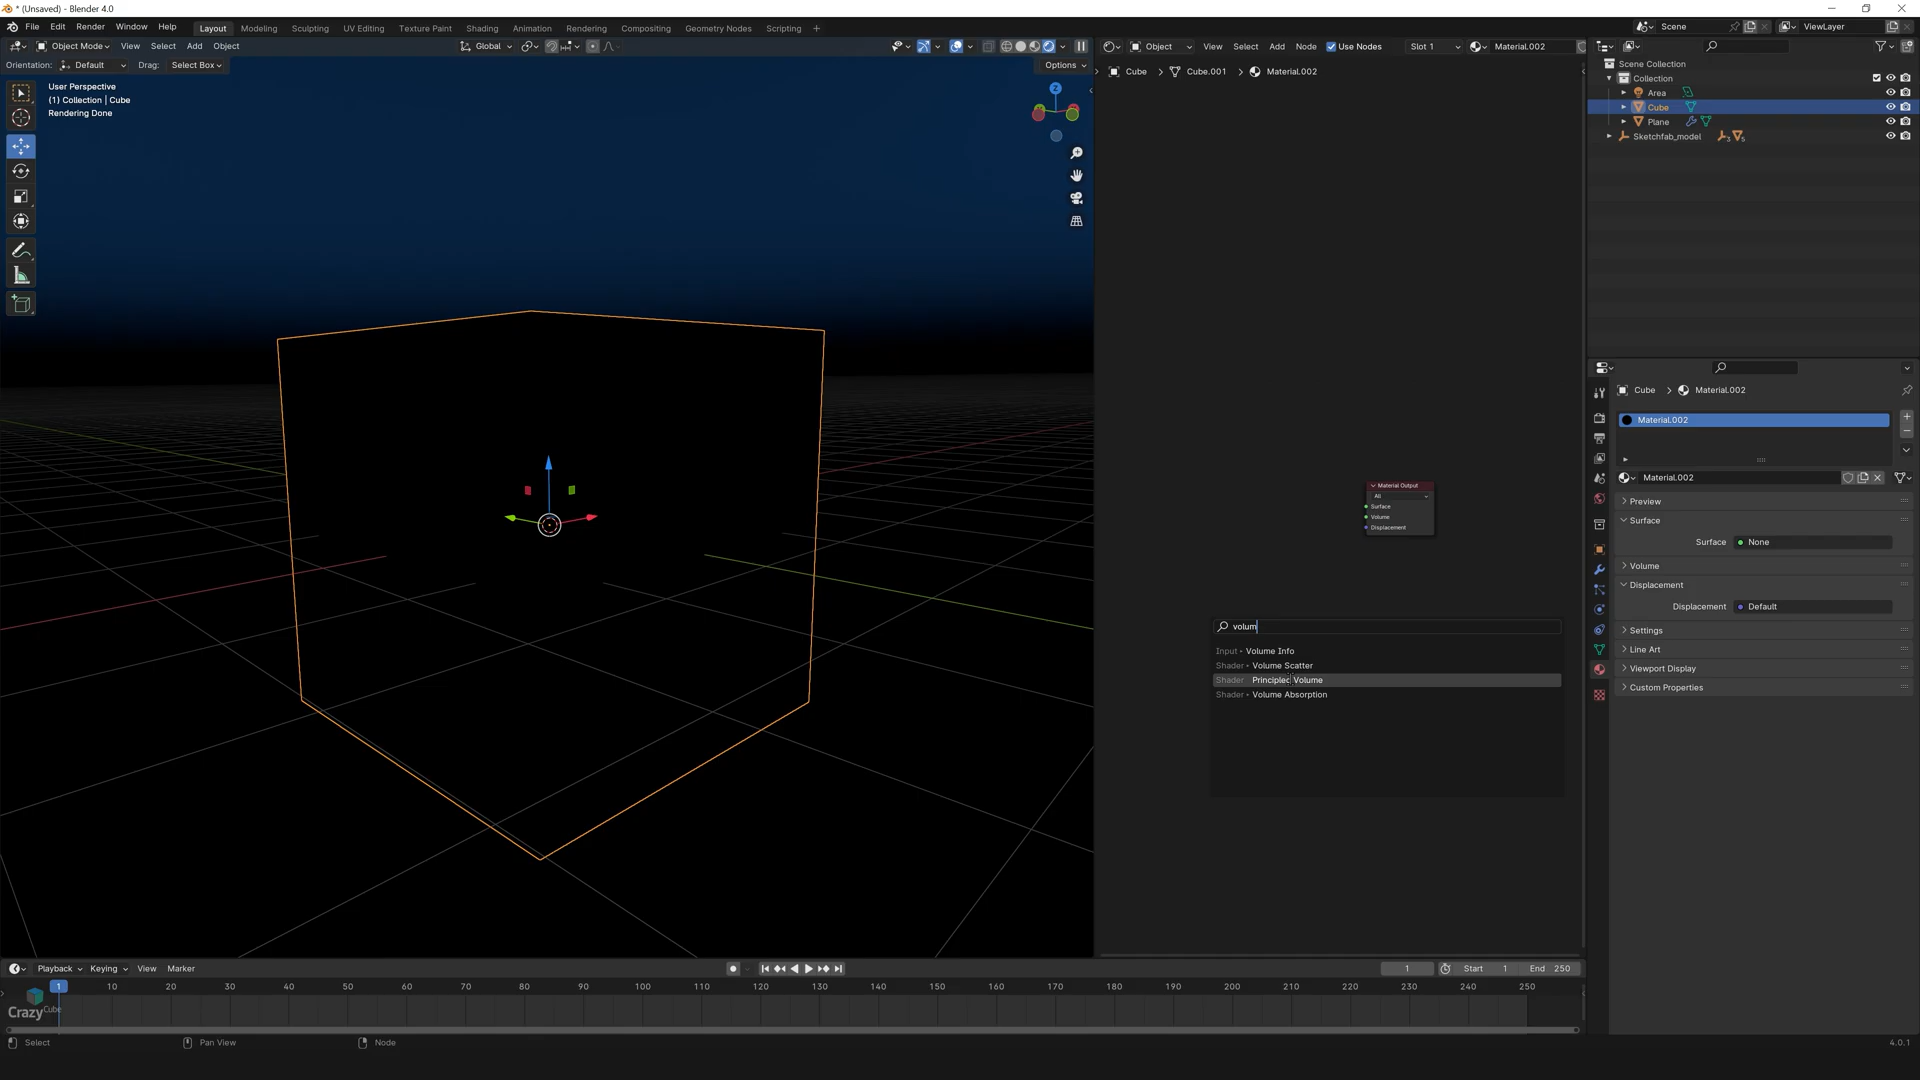 * (Unsaved) - Blender 4.0
File Edit Render Window Help Layout Modeling Sculpting UV Editing Texture Paint Shading Animation Rendering Compositing Geometry Nodes Scripting + Scene ViewLayer
Object Mode View Select Add Object Global Object View Select Add Node Use Nodes Slot 1 Material.002
Orientation: Default Drag: Select Box Options
User Perspective
(1) Collection | Cube
Rendering Done
Z
Cube > Cube.001 > Material.002
Scene Collection
Collection
Area
Cube
Plane
Sketchfab_model 3 5
Material Output
All
Surface
Volume
Displacement
volum
Input Volume Info
Shader Volume Scatter
Shader Principled Volume
Shader Volume Absorption
Cube > Material.002
Material.002
Material.002
Preview
Surface
Surface None
Volume
Displacement
Displacement Default
Settings
Line Art
Viewport Display
Custom Properties
Playback Keying View Marker 1 Start 1 End 250
1 10 20 30 40 50 60 70 80 90 100 110 120 130 140 150 160 170 180 190 200 210 220 230 240 250
Crazy Cube
Select Pan View Node 4.0.1